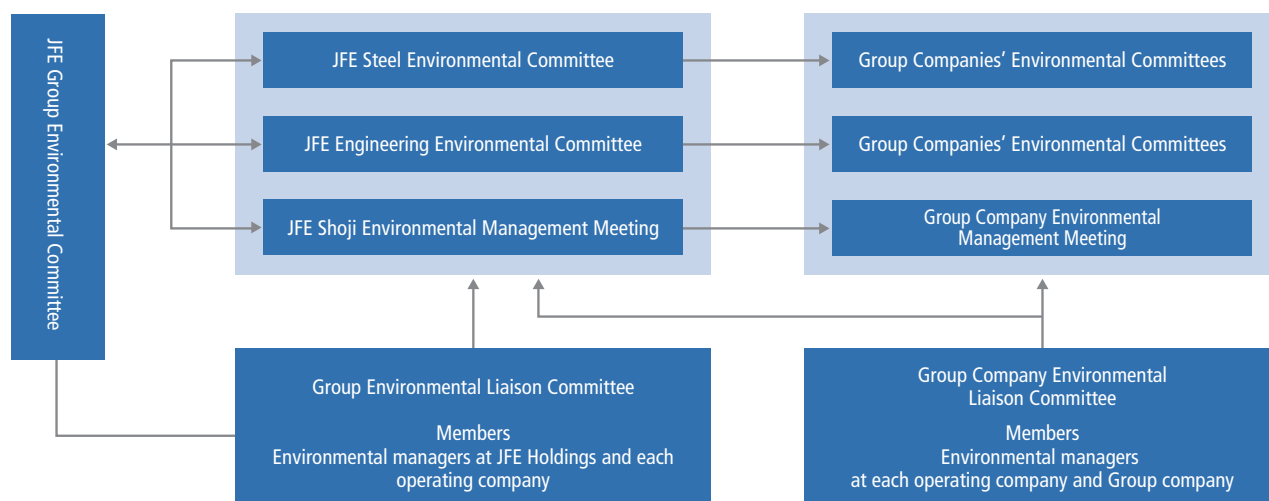 JFE Group Environmental Committee
JFE Steel Environmental Committee
Group Companies’ Environmental Committees
JFE Engineering Environmental Committee
Group Companies’ Environmental Committees
JFE Shoji Environmental Management Meeting
Group Company Environmental
Management Meeting
Group Environmental Liaison Committee
Members
Environmental managers at JFE Holdings and each
operating company
Group Company Environmental
Liaison Committee
Members
Environmental managers
at each operating company and Group company